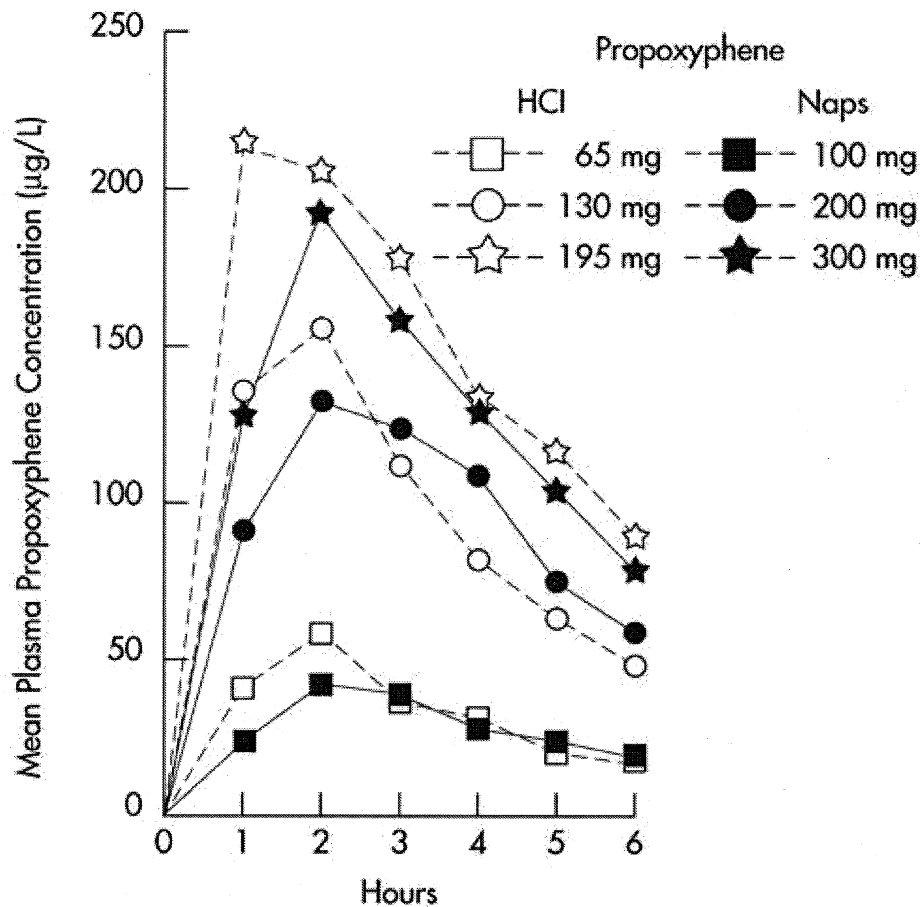 Propoxyphene
HCl Naps
65 mg 100 mg
130 mg 200 mg
195 mg 300 mg
Mean Plasma Propoxyphene Concentration (µg/L)
250
200
150
100
50
0
0 1 2 3 4 5 6
Hours